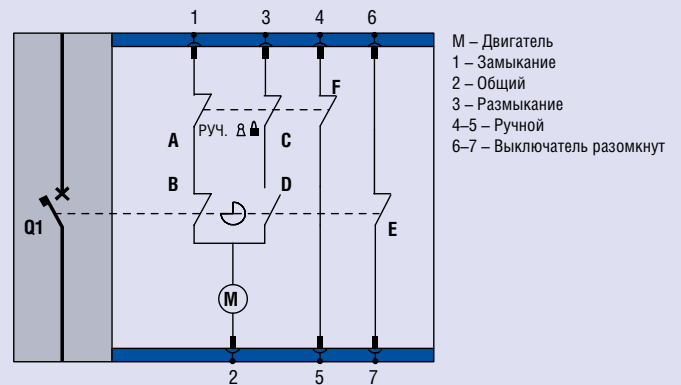 1 3 4 6
M – Двигатель
1 – Замыкание
2 – Общий
3 – Размыкание
4–5 – Ручной
6–7 – Выключатель разомкнут
F
РУЧ.
A C
B D
Q1 E
M
2 5 7